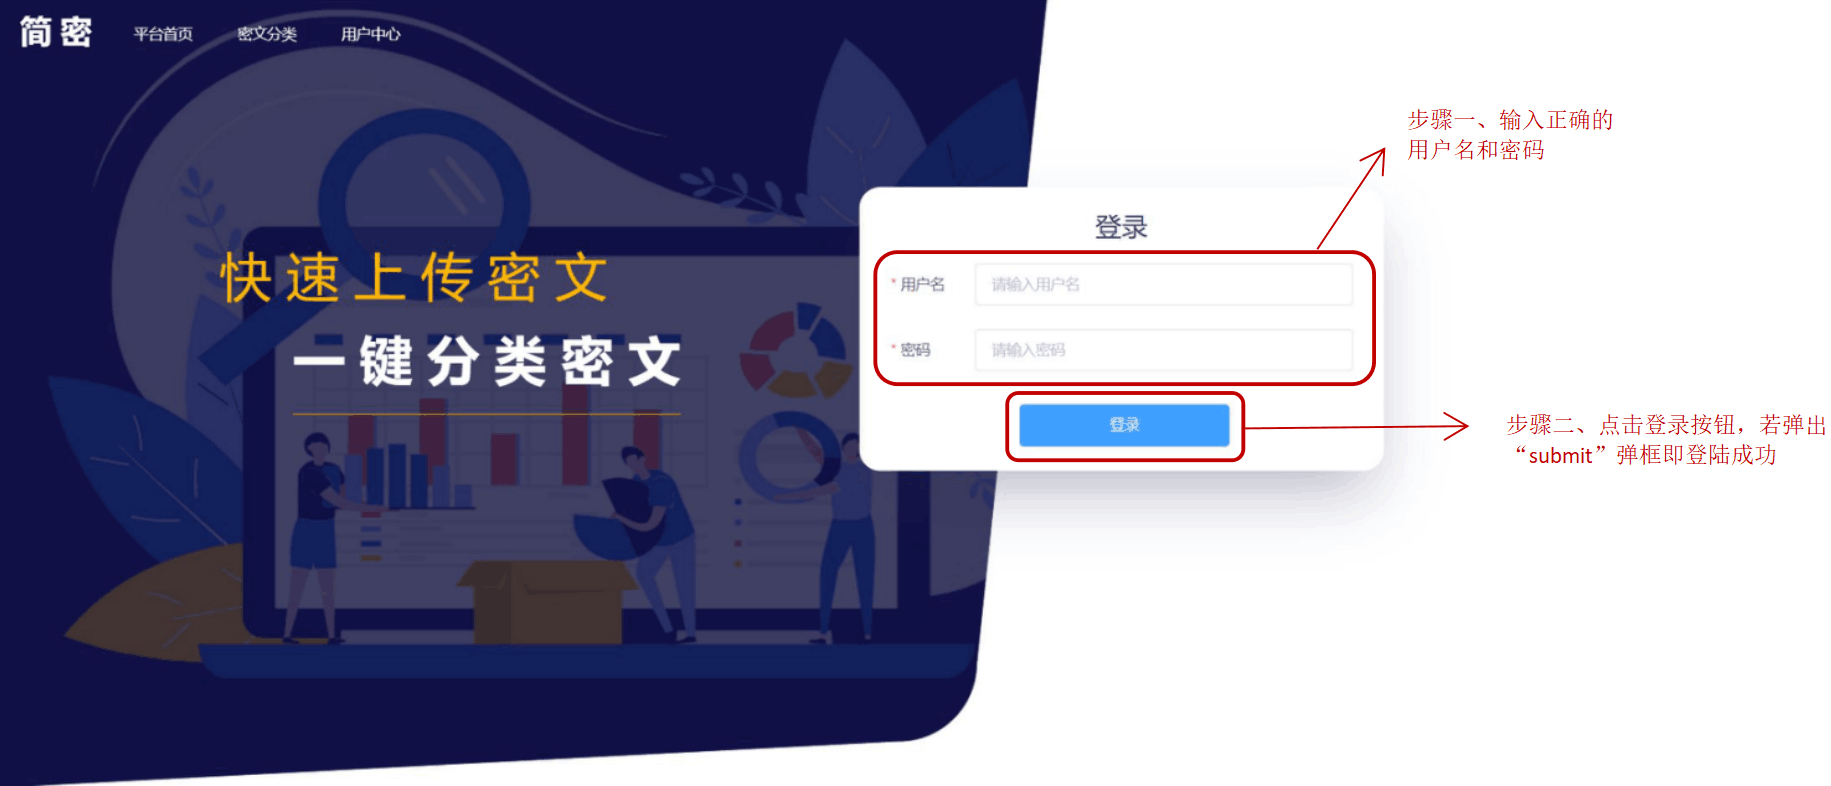 简密
平台首页
密文分类
用户中心
快速上传密文
一键分类密文
登录
* 用户名
请输入用户名
* 密码
请输入密码
登录
步骤一、输入正确的
用户名和密码
步骤二、点击登录按钮，若弹出
“submit”弹框即登陆成功